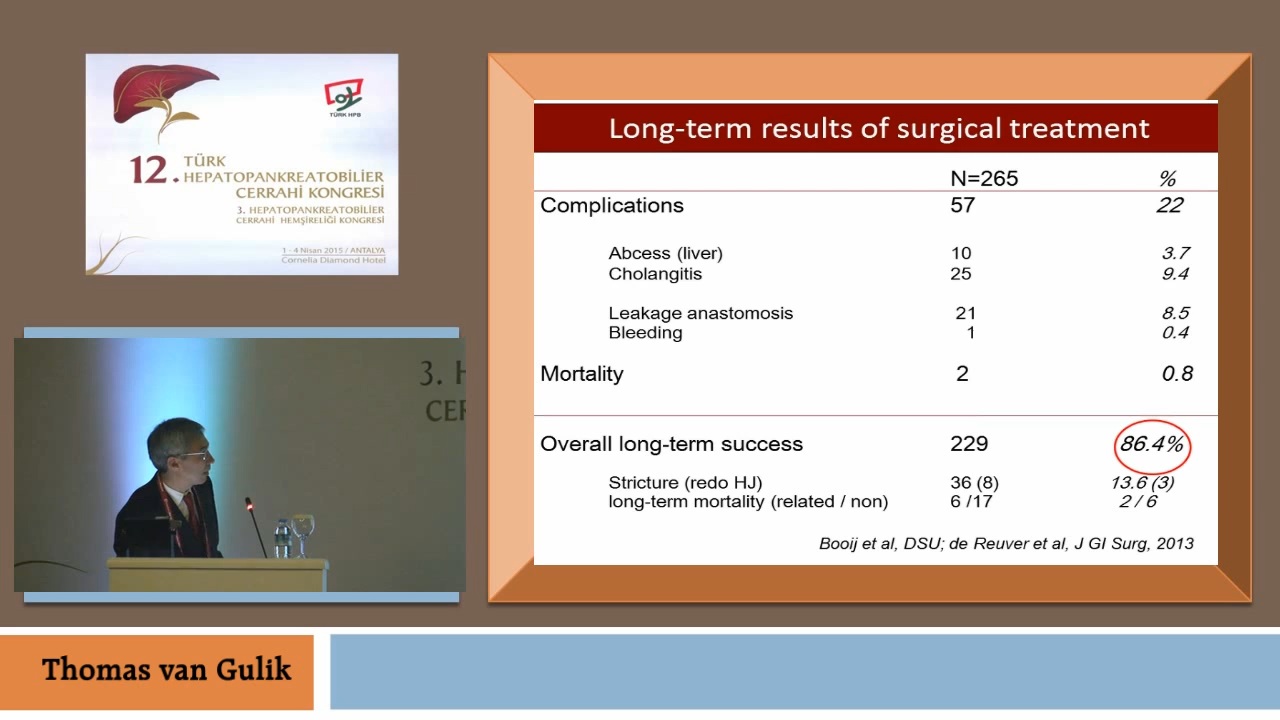 TÜRK HPB
12. TÜRK
HEPATOPANKREATOBİLİER
CERRAHİ KONGRESİ
3. HEPATOPANKREATOBİLİER
CERRAHİ HEMŞİRELİĞİ KONGRESİ
1 - 4 Nisan 2015 / ANTALYA
Cornelia Diamond Hotel
3. H
CER
Long-term results of surgical treatment
N=265 %
Complications 57 22
Abcess (liver) 10 3.7
Cholangitis 25 9.4
Leakage anastomosis 21 8.5
Bleeding 1 0.4
Mortality 2 0.8
Overall long-term success 229 86.4%
Stricture (redo HJ) 36 (8) 13.6 (3)
long-term mortality (related / non) 6 /17 2 / 6
Booij et al, DSU; de Reuver et al, J GI Surg, 2013
Thomas van Gulik